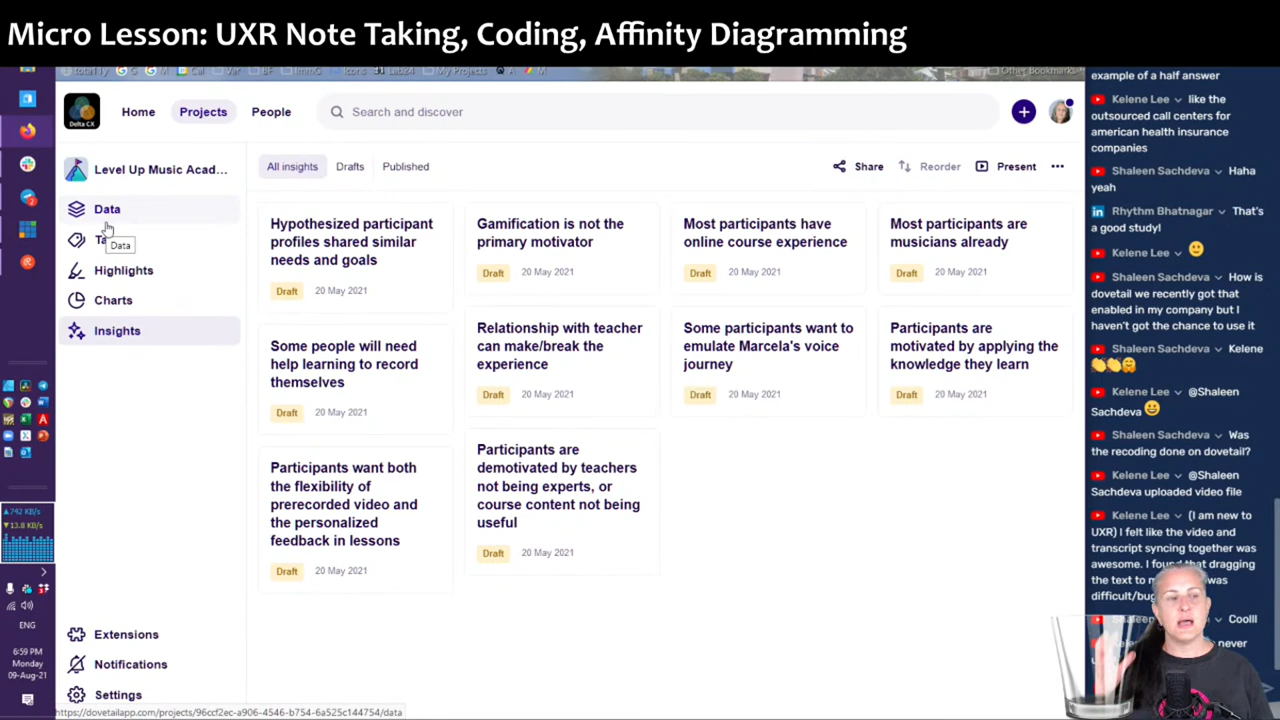 Micro Lesson: UXR Note Taking, Coding, Affinity Diagramming
Other Bookmarks
Delta CX
Home
Projects
People
Search and discover
Level Up Music Acad...
Data
Data
Highlights
Charts
Insights
Extensions
Notifications
Settings
All insights
Drafts
Published
Share
Reorder
Present
Hypothesized participant
profiles shared similar
needs and goals
Draft 20 May 2021
Gamification is not the
primary motivator
Draft 20 May 2021
Most participants have
online course experience
Draft 20 May 2021
Most participants are
musicians already
Draft 20 May 2021
Some people will need
help learning to record
themselves
Draft 20 May 2021
Relationship with teacher
can make/break the
experience
Draft 20 May 2021
Some participants want to
emulate Marcela's voice
journey
Draft 20 May 2021
Participants are
motivated by applying the
knowledge they learn
Draft 20 May 2021
Participants want both
the flexibility of
prerecorded video and
the personalized
feedback in lessons
Draft 20 May 2021
Participants are
demotivated by teachers
not being experts, or
course content not being
useful
Draft 20 May 2021
example of a half answer
Kelene Lee like the
outsourced call centers for
american health insurance
companies
Shaleen Sachdeva Haha
yeah
Rhythm Bhatnagar That's
a good study!
Kelene Lee 🙂
Shaleen Sachdeva How is
dovetail we recently got that
enabled in my company but I
haven't got the chance to use it
Shaleen Sachdeva Kelene
👏👏🤗
Kelene Lee @Shaleen
Sachdeva 😃
Shaleen Sachdeva Was
the recoding done on dovetail?
Kelene Lee @Shaleen
Sachdeva uploaded video file
Kelene Lee (I am new to
UXR) I felt like the video and
transcript syncing together was
awesome. I found that dragging
the text to was
difficult/bug
Coolll
never
742 KB/s
13.8 KB/s
ENG
6:59 PM
Monday
09-Aug-21
https://dovetailapp.com/projects/96ccf2ec-a906-4546-b754-6a525c144754/data